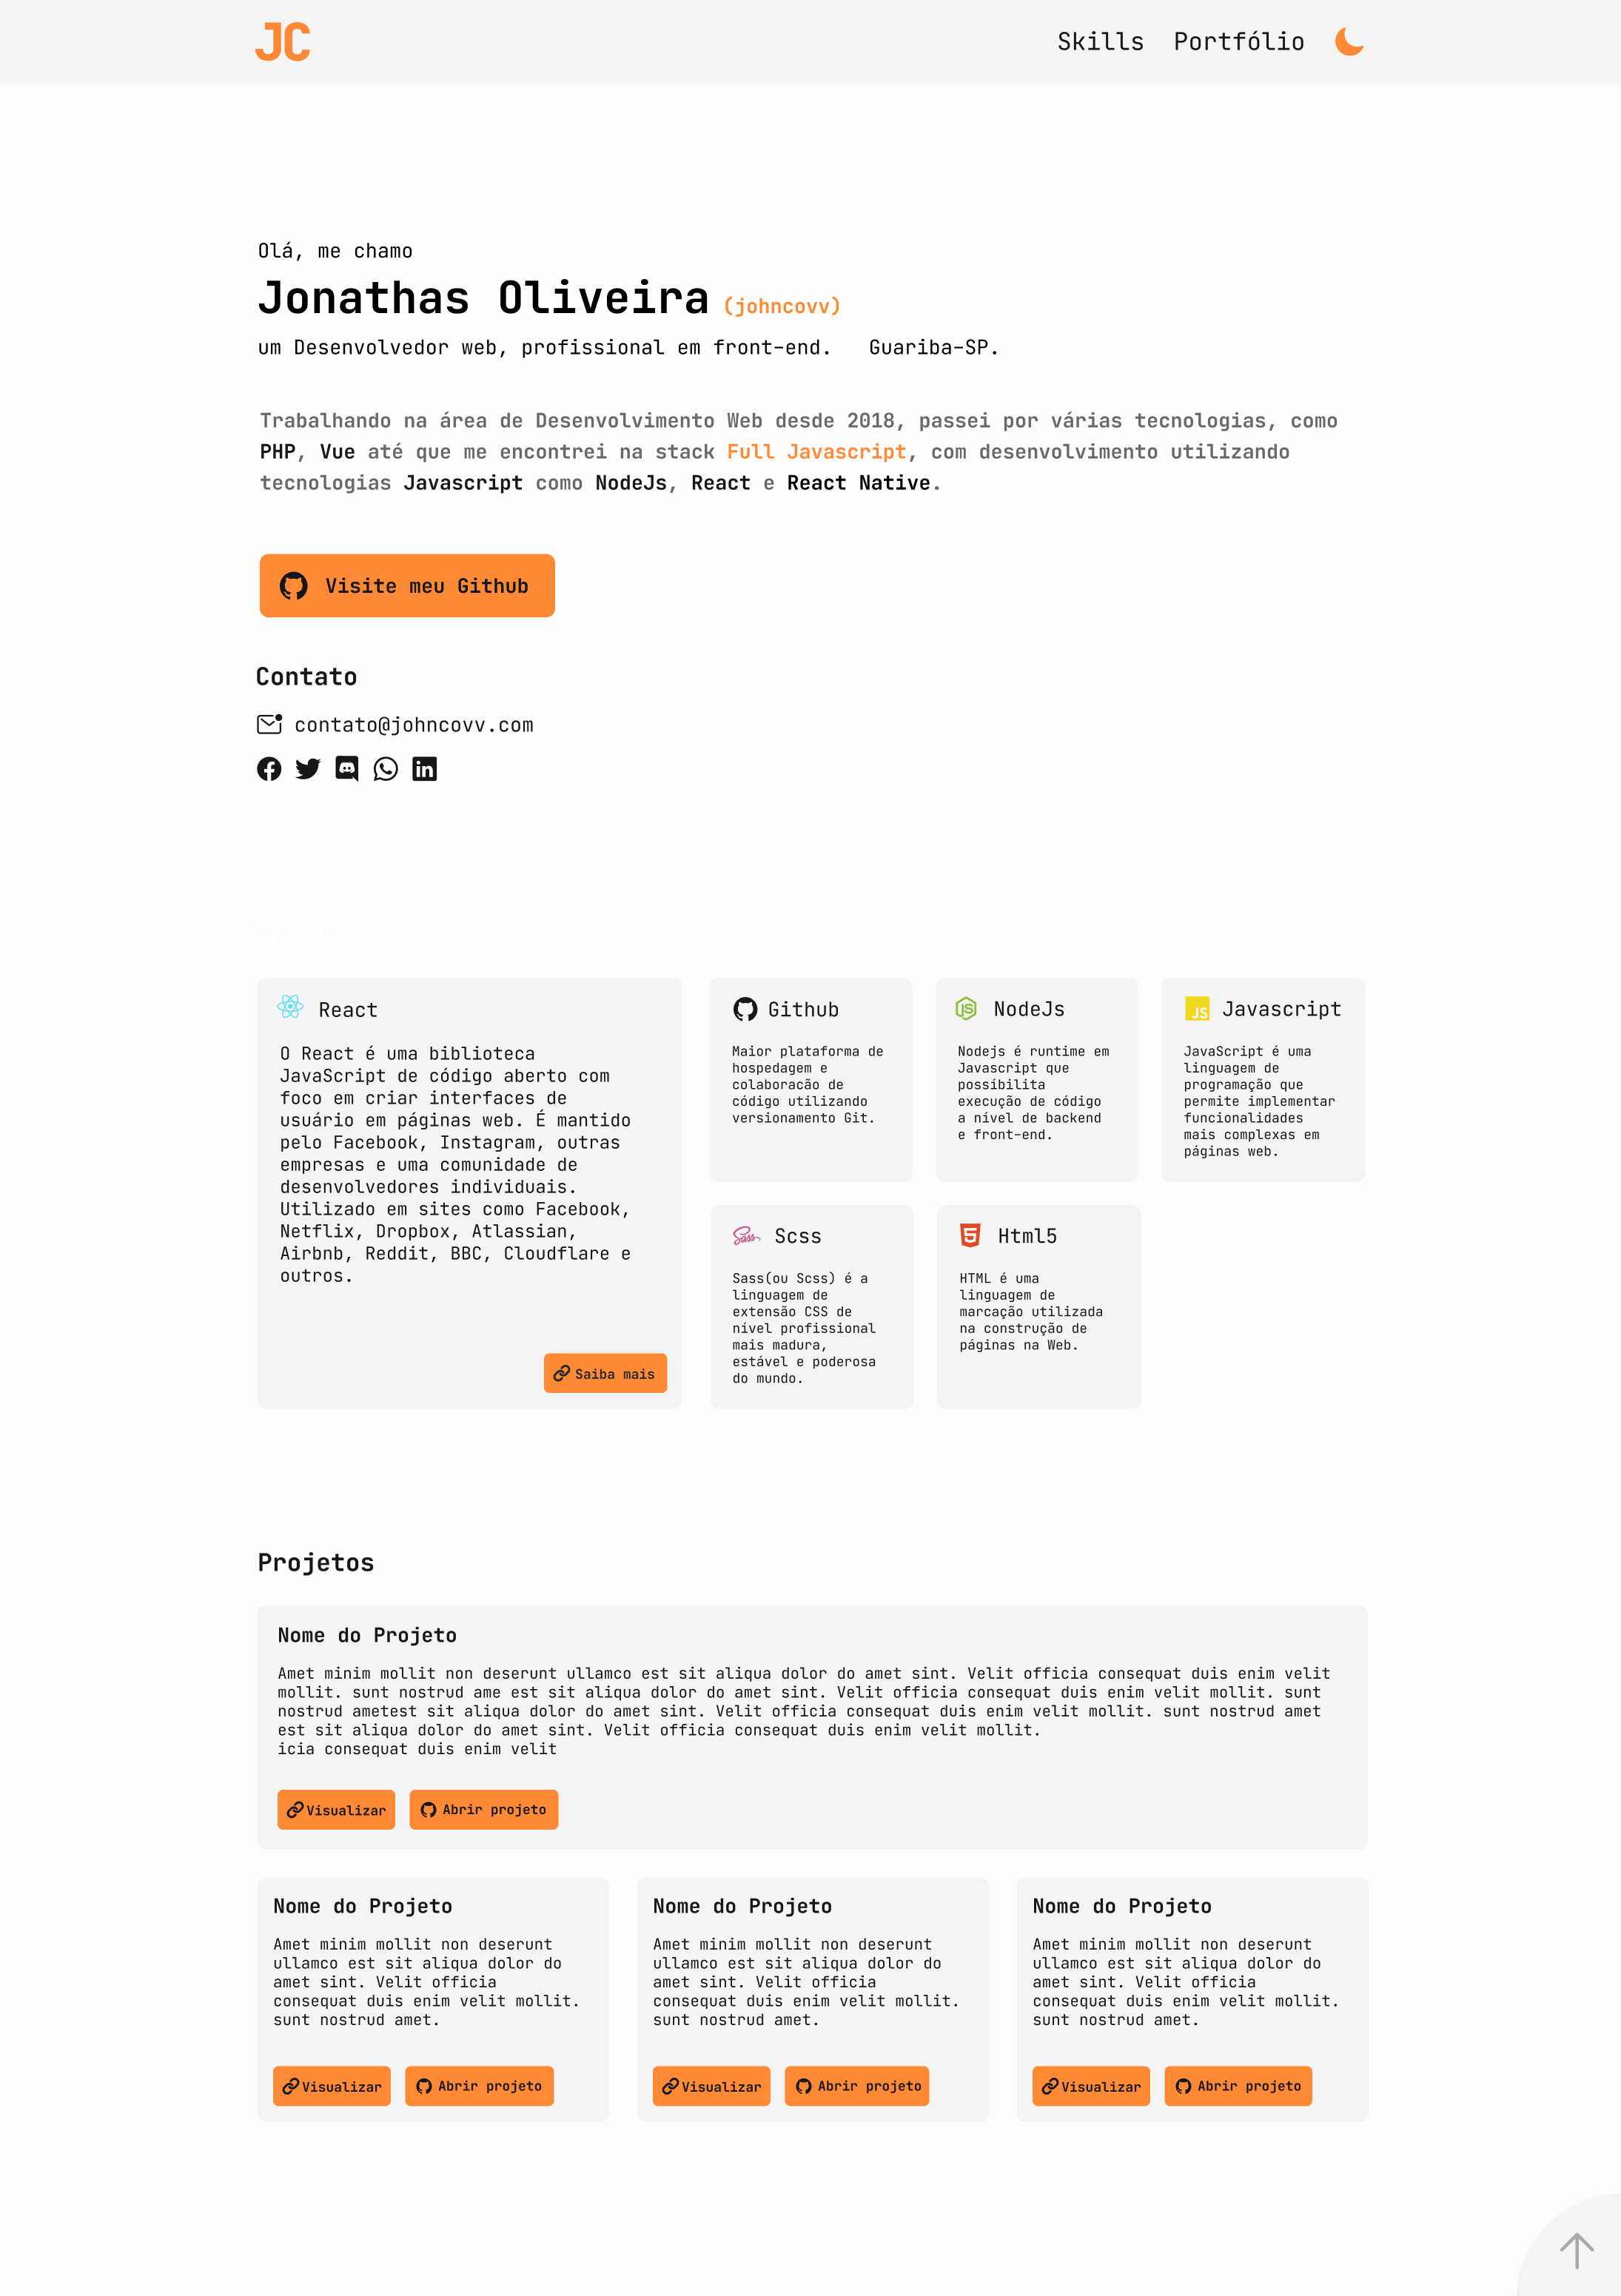 JC
Skills Portfólio
Olá, me chamo
Jonathas Oliveira (johncovv)
um Desenvolvedor web, profissional em front-end. Guariba-SP.
Trabalhando na área de Desenvolvimento Web desde 2018, passei por várias tecnologias, como
PHP, Vue até que me encontrei na stack Full Javascript, com desenvolvimento utilizando
tecnologias Javascript como NodeJs, React e React Native.
Visite meu Github
Contato
contato@johncovv.com
in
React
O React é uma biblioteca
JavaScript de código aberto com
foco em criar interfaces de
usuário em páginas web. É mantido
pelo Facebook, Instagram, outras
empresas e uma comunidade de
desenvolvedores individuais.
Utilizado em sites como Facebook,
Netflix, Dropbox, Atlassian,
Airbnb, Reddit, BBC, Cloudflare e
outros.
Saiba mais
Github
Maior plataforma de
hospedagem e
colaboracão de
código utilizando
versionamento Git.
JS
NodeJs
Nodejs é runtime em
Javascript que
possibilita
execução de código
a nível de backend
e front-end.
JS
Javascript
JavaScript é uma
linguagem de
programação que
permite implementar
funcionalidades
mais complexas em
páginas web.
Sass
Scss
Sass(ou Scss) é a
linguagem de
extensão CSS de
nível profissional
mais madura,
estável e poderosa
do mundo.
5
Html5
HTML é uma
linguagem de
marcação utilizada
na construção de
páginas na Web.
Projetos
Nome do Projeto
Amet minim mollit non deserunt ullamco est sit aliqua dolor do amet sint. Velit officia consequat duis enim velit
mollit. sunt nostrud ame est sit aliqua dolor do amet sint. Velit officia consequat duis enim velit mollit. sunt
nostrud ametest sit aliqua dolor do amet sint. Velit officia consequat duis enim velit mollit. sunt nostrud amet
est sit aliqua dolor do amet sint. Velit officia consequat duis enim velit mollit.
icia consequat duis enim velit
Visualizar
Abrir projeto
Nome do Projeto
Amet minim mollit non deserunt
ullamco est sit aliqua dolor do
amet sint. Velit officia
consequat duis enim velit mollit.
sunt nostrud amet.
Visualizar
Abrir projeto
Nome do Projeto
Amet minim mollit non deserunt
ullamco est sit aliqua dolor do
amet sint. Velit officia
consequat duis enim velit mollit.
sunt nostrud amet.
Visualizar
Abrir projeto
Nome do Projeto
Amet minim mollit non deserunt
ullamco est sit aliqua dolor do
amet sint. Velit officia
consequat duis enim velit mollit.
sunt nostrud amet.
Visualizar
Abrir projeto